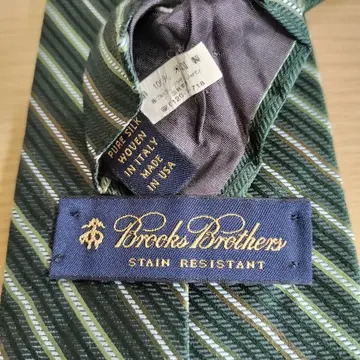 PURE SILK
WOVEN
IN ITALY
MADE
IN USA
Brooks Brothers
STAIN RESISTANT